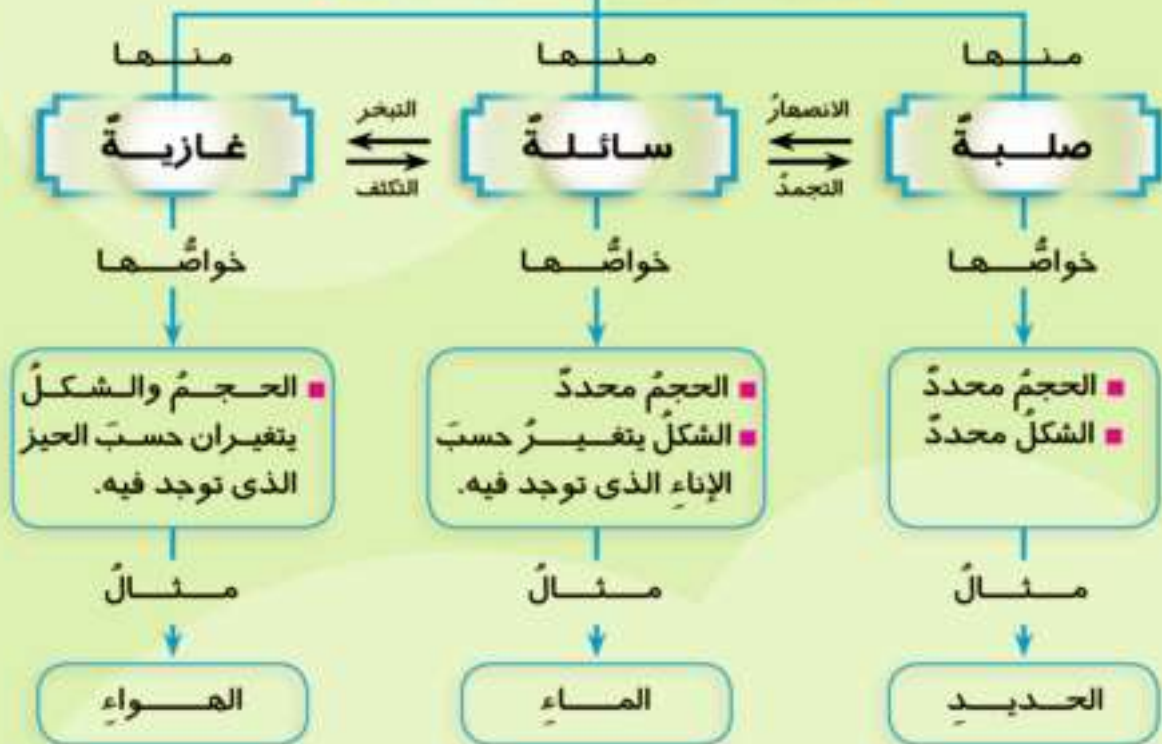 منها
منها
منها
صلبةٌ
الانصهارُ
التجمدُ
سائلةٌ
التبخر
التكثف
غازيةٌ
خواصُّها
خواصُّها
خواصُّها
■ الحجمُ محددٌ
■ الشكلُ محددٌ
■ الحجمُ محددٌ
■ الشكلُ يتغيرُ حسبَ
الإناءِ الذى توجد فيه.
■ الحجمُ والشكلُ
يتغيران حسبَ الحيز
الذى توجد فيه.
مثالُ
مثالُ
مثالُ
الحديدِ
الماءِ
الهواءِ